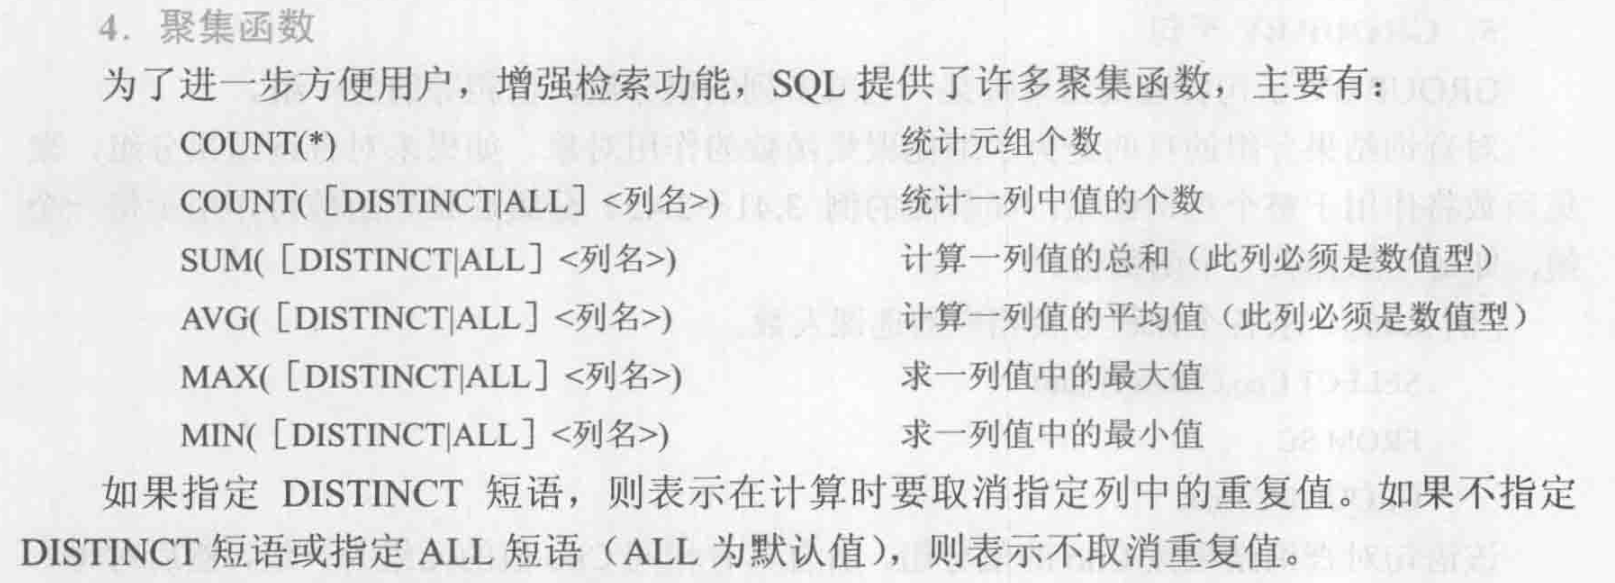 4. 聚集函数
为了进一步方便用户，增强检索功能，SQL 提供了许多聚集函数，主要有：
COUNT(*) 统计元组个数
COUNT([DISTINCT|ALL] <列名>) 统计一列中值的个数
SUM([DISTINCT|ALL] <列名>) 计算一列值的总和（此列必须是数值型）
AVG([DISTINCT|ALL] <列名>) 计算一列值的平均值（此列必须是数值型）
MAX([DISTINCT|ALL] <列名>) 求一列值中的最大值
MIN([DISTINCT|ALL] <列名>) 求一列值中的最小值
如果指定 DISTINCT 短语，则表示在计算时要取消指定列中的重复值。如果不指定
DISTINCT 短语或指定 ALL 短语（ALL 为默认值），则表示不取消重复值。